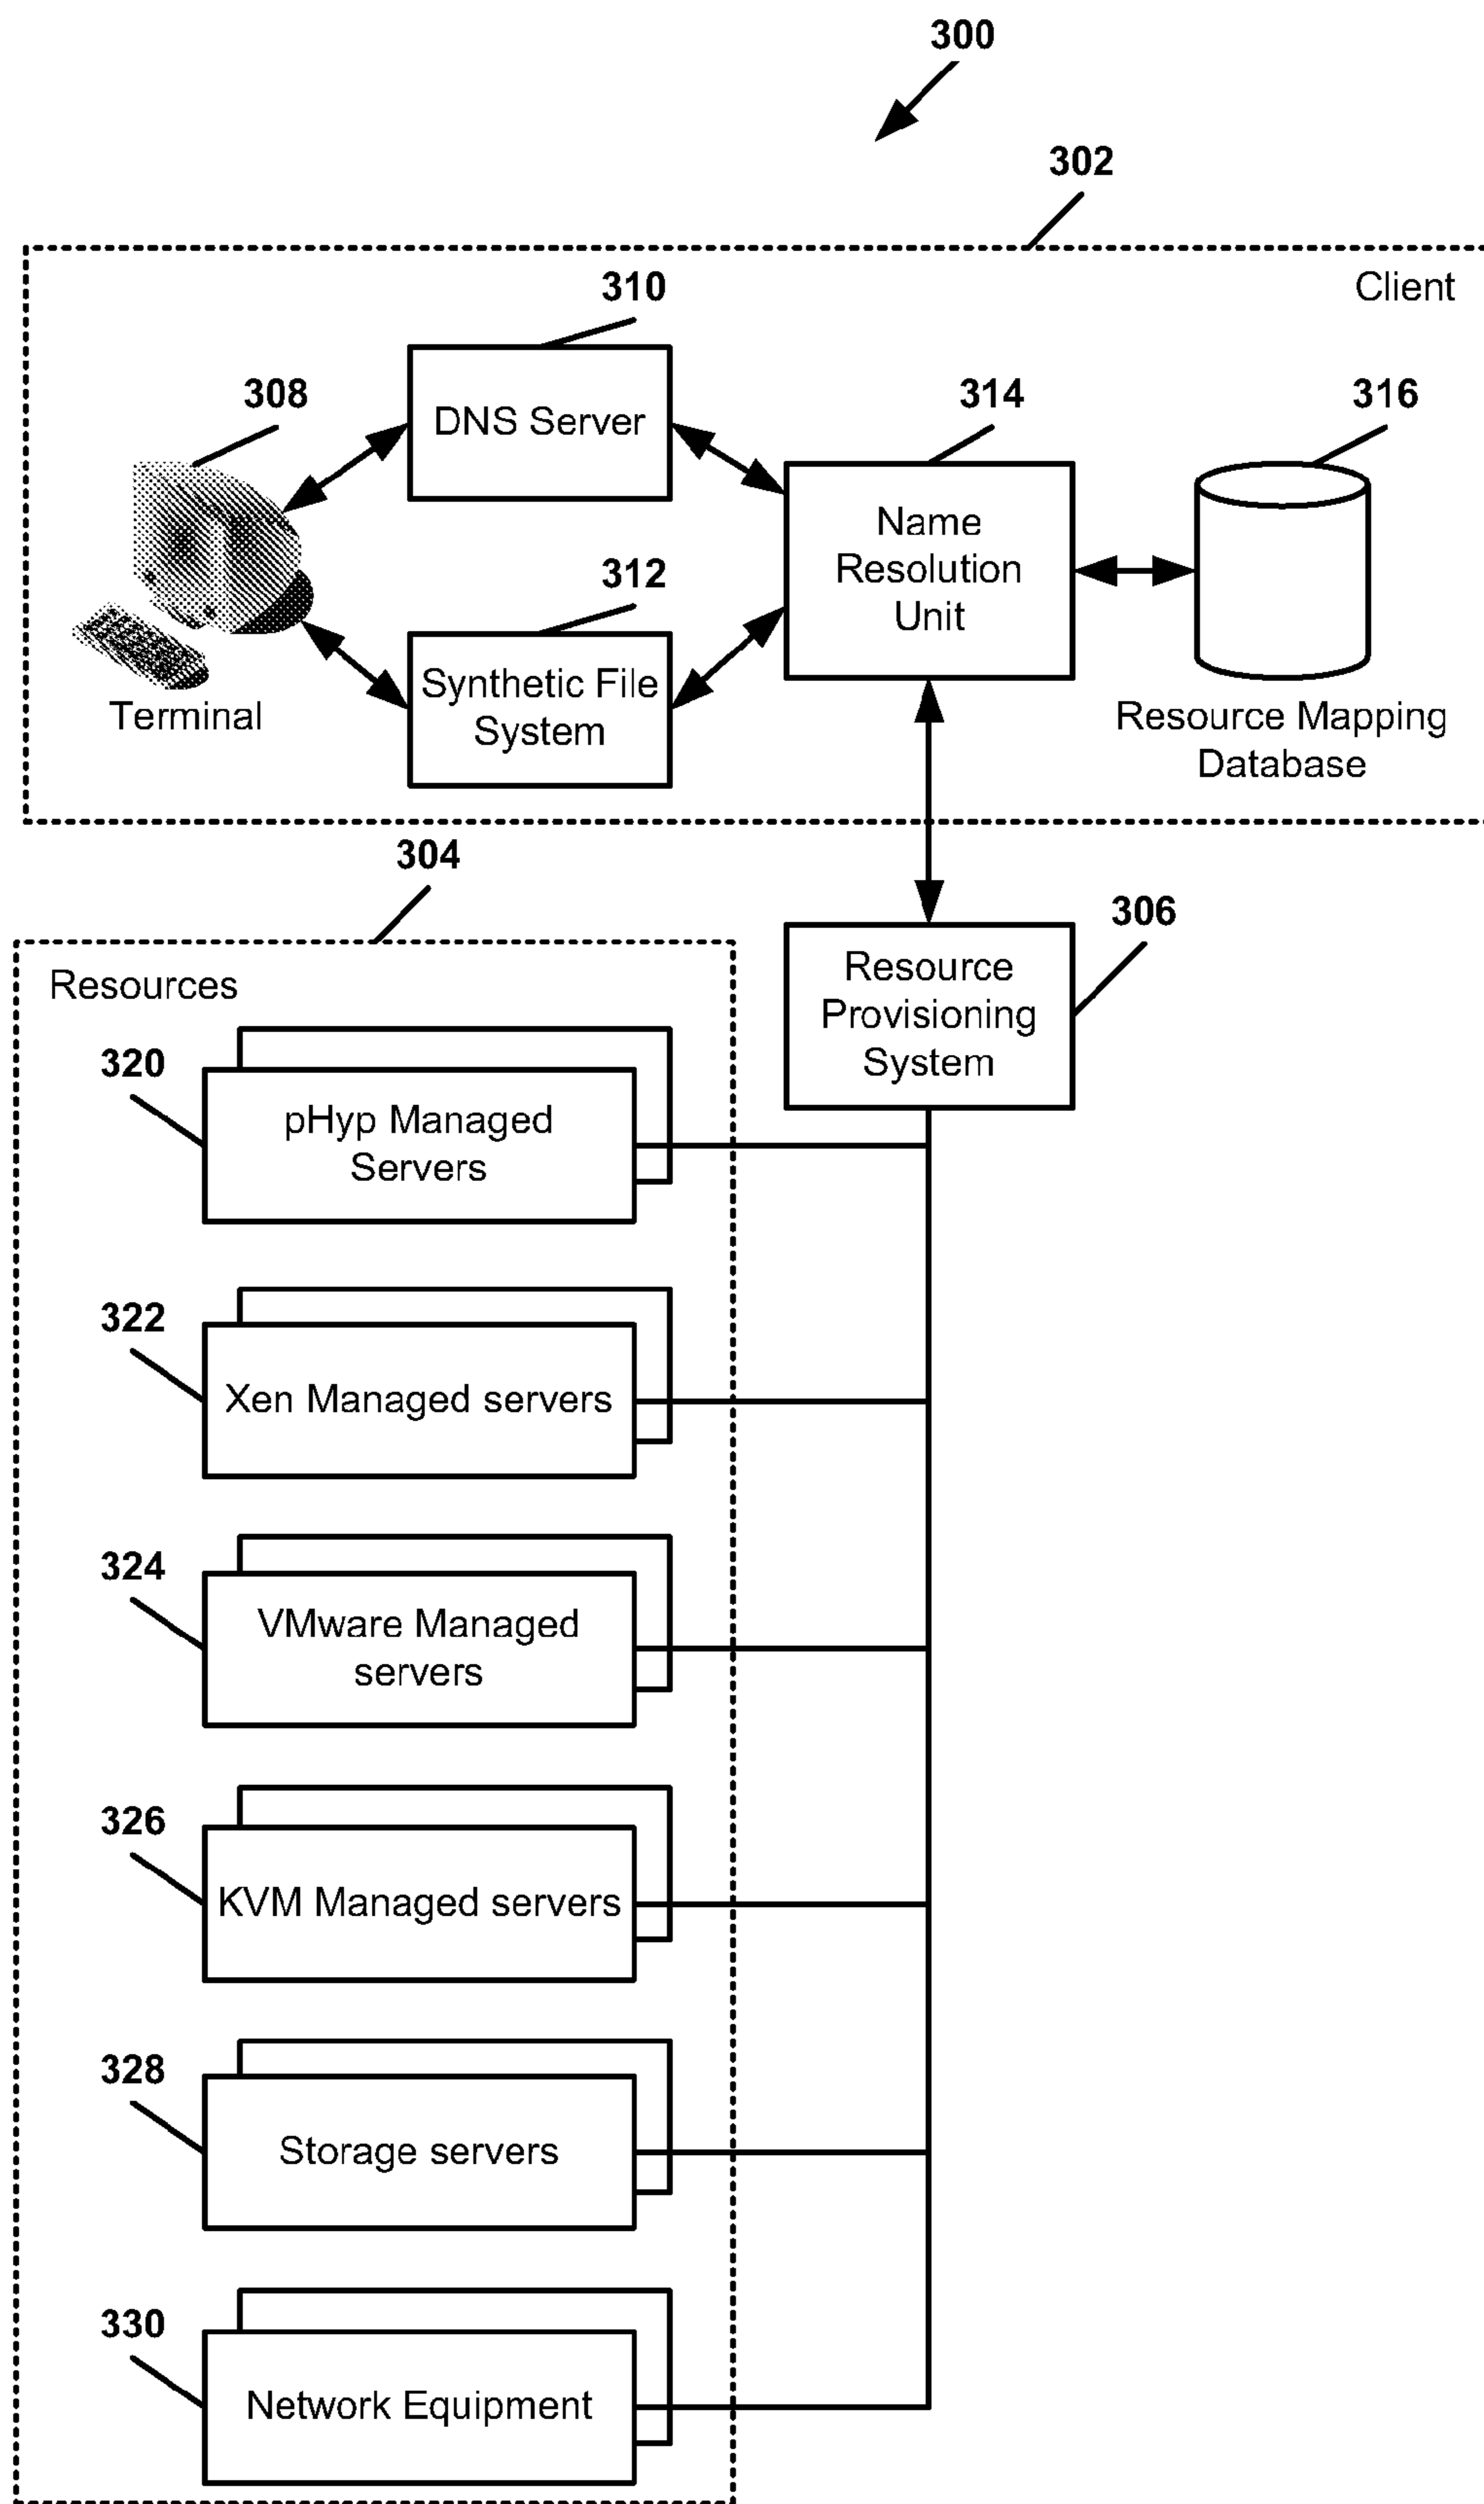 300
302
Client
310
308
DNS Server
314
316
Name
Resolution
Unit
312
Synthetic File
System
Terminal
Resource Mapping
Database
304
306
Resources
Resource
Provisioning
System
320
pHyp Managed
Servers
322
Xen Managed servers
324
VMware Managed
servers
326
KVM Managed servers
328
Storage servers
330
Network Equipment